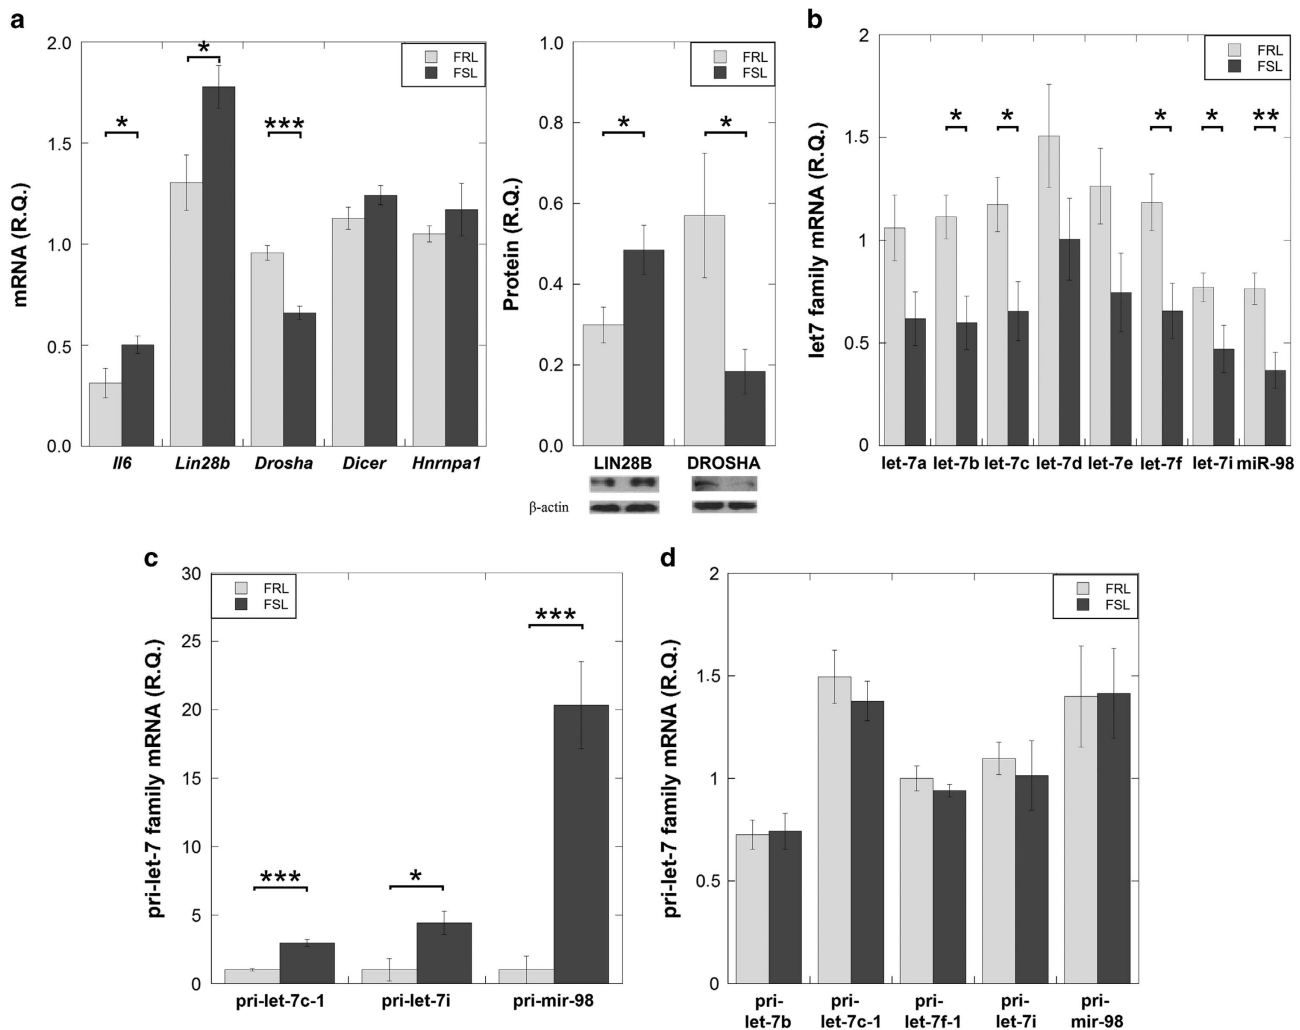 a
mRNA (R.Q.)
2.0
1.5
1.0
0.5
0.0
FRL
FSL
*
*
***
Il6 Lin28b Drosha Dicer Hnrnpa1
Protein (R.Q.)
1.0
0.8
0.6
0.4
0.2
0.0
FRL
FSL
*
*
LIN28B DROSHA
β-actin
b
let7 family mRNA (R.Q.)
2
1.5
1
0.5
0
FRL
FSL
* * * * **
let-7a let-7b let-7c let-7d let-7e let-7f let-7i miR-98
c
pri-let-7 family mRNA (R.Q.)
30
25
20
15
10
5
0
FRL
FSL
***
*
***
pri-let-7c-1 pri-let-7i pri-mir-98
d
pri-let-7 family mRNA (R.Q.)
2
1.5
1
0.5
0
FRL
FSL
pri- pri- pri- pri- pri-
let-7b let-7c-1 let-7f-1 let-7i mir-98